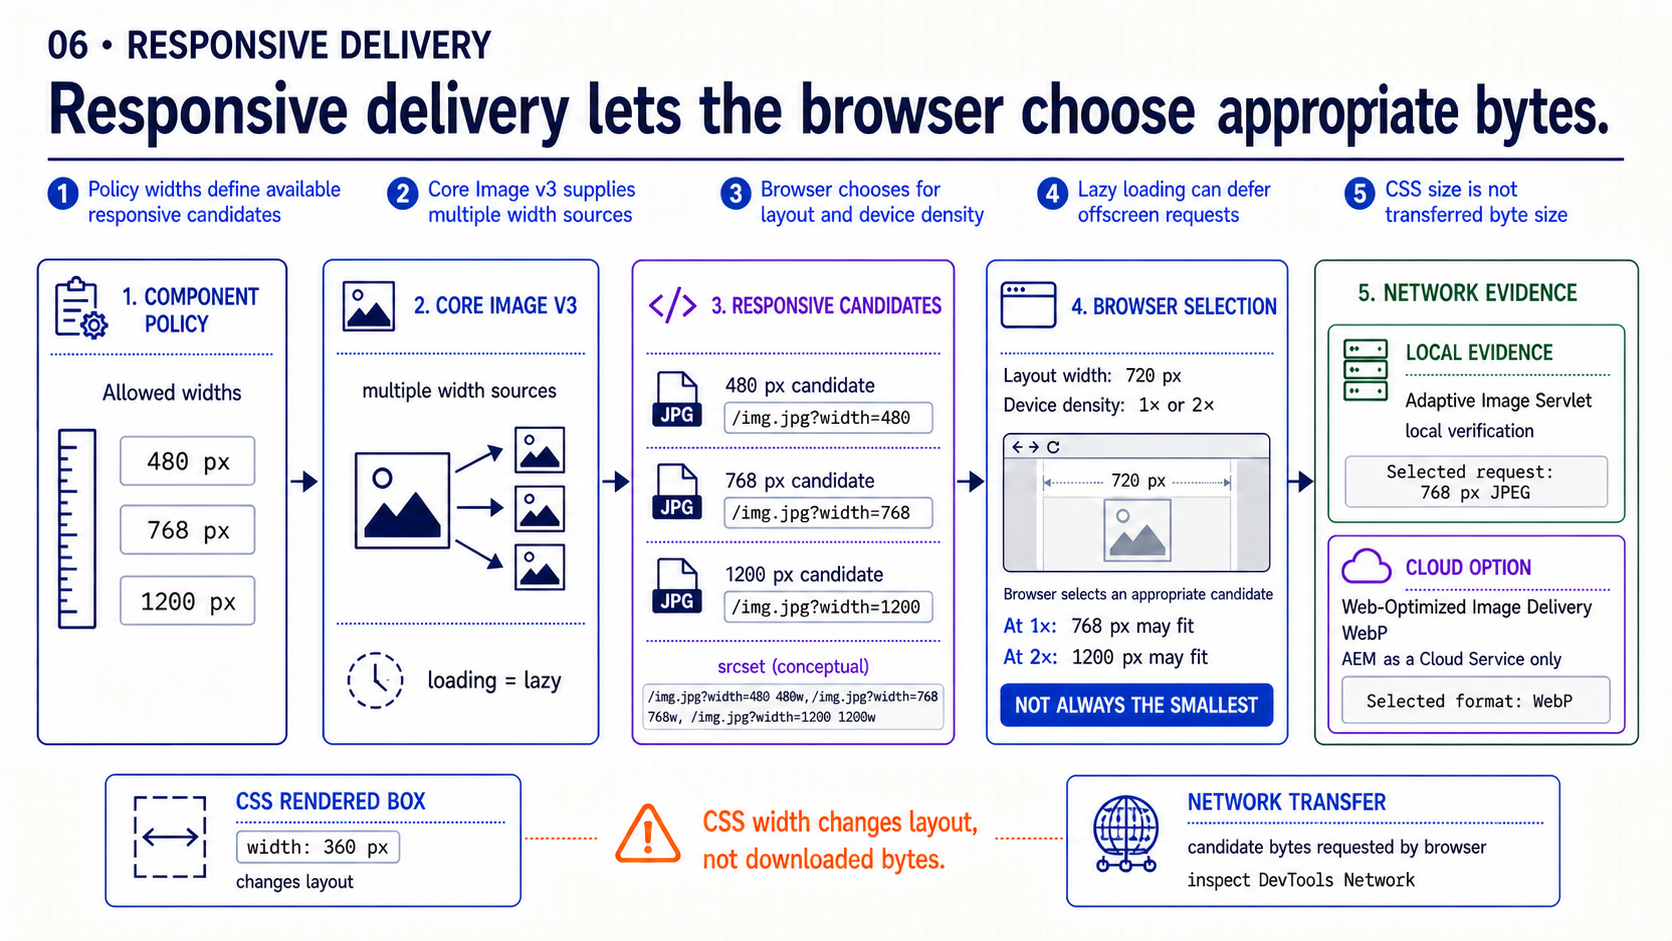 06 • RESPONSIVE DELIVERY
Responsive delivery lets the browser choose appropriate bytes.
1 Policy widths define available
responsive candidates
2 Core Image v3 supplies
multiple width sources
3 Browser chooses for
layout and device density
4 Lazy loading can defer
offscreen requests
5 CSS size is not
transferred byte size
1. COMPONENT
POLICY
Allowed widths
480 px
768 px
1200 px
2. CORE IMAGE V3
multiple width sources
loading = lazy
3. RESPONSIVE CANDIDATES
JPG
480 px candidate
/img.jpg?width=480
JPG
768 px candidate
/img.jpg?width=768
JPG
1200 px candidate
/img.jpg?width=1200
srcset (conceptual)
/img.jpg?width=480 480w, /img.jpg?width=768
768w, /img.jpg?width=1200 1200w
4. BROWSER SELECTION
Layout width: 720 px
Device density: 1× or 2×
720 px
Browser selects an appropriate candidate
At 1×: 768 px may fit
At 2×: 1200 px may fit
NOT ALWAYS THE SMALLEST
5. NETWORK EVIDENCE
LOCAL EVIDENCE
Adaptive Image Servlet
local verification
Selected request:
768 px JPEG
CLOUD OPTION
Web-Optimized Image Delivery
WebP
AEM as a Cloud Service only
Selected format: WebP
CSS RENDERED BOX
width: 360 px
changes layout
CSS width changes layout,
not downloaded bytes.
NETWORK TRANSFER
candidate bytes requested by browser
inspect DevTools Network